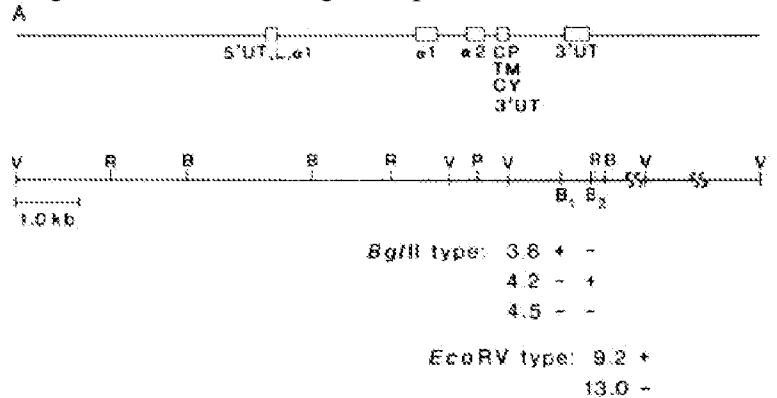 A
5'UT,L,α1 α1 α2 CP 3'UT
TM
CY
3'UT
V R B B R V P V R B V V
B₁ B₂
1.0 kb
BglII type: 3.8 + -
4.2 - +
4.5 - -
EcoRV type: 9.2 +
13.0 -